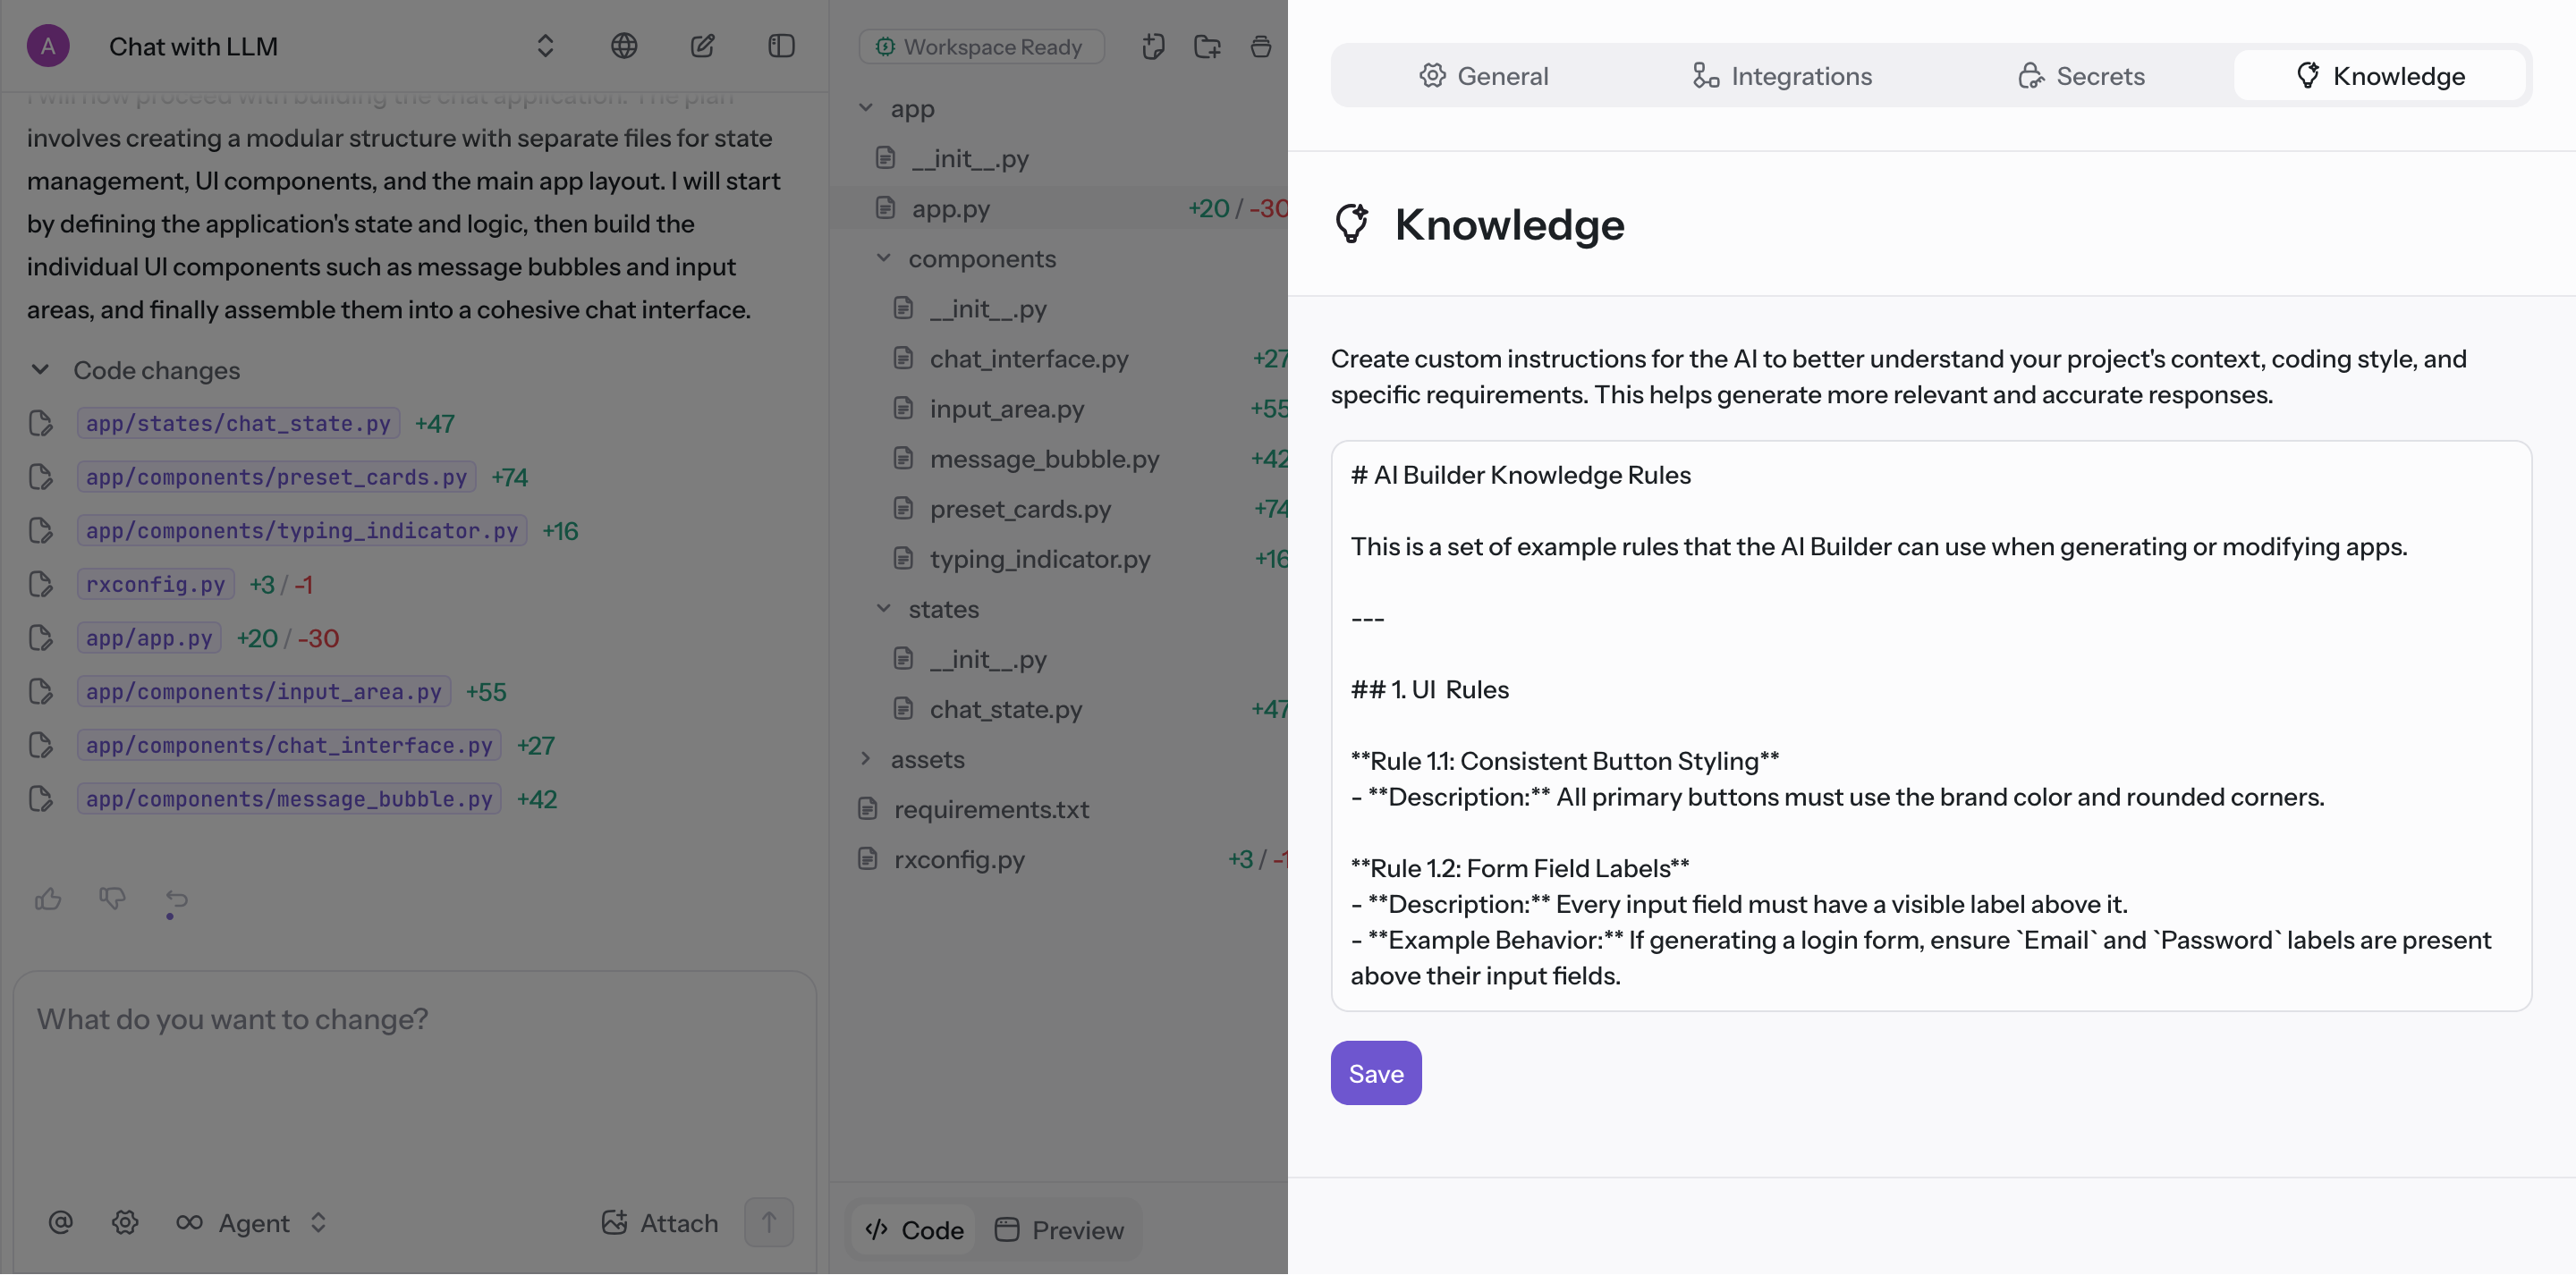 A
Chat with LLM
I will now proceed with building the chat application. The plan
involves creating a modular structure with separate files for state
management, UI components, and the main app layout. I will start
by defining the application's state and logic, then build the
individual UI components such as message bubbles and input
areas, and finally assemble them into a cohesive chat interface.
Code changes
app/states/chat_state.py +47
app/components/preset_cards.py +74
app/components/typing_indicator.py +16
rxconfig.py +3 / -1
app/app.py +20 / -30
app/components/input_area.py +55
app/components/chat_interface.py +27
app/components/message_bubble.py +42
What do you want to change?
Agent
Attach
Workspace Ready
app
__init__.py
app.py +20 / -30
components
__init__.py
chat_interface.py +27
input_area.py +55
message_bubble.py +42
preset_cards.py +74
typing_indicator.py +16
states
__init__.py
chat_state.py +47
assets
requirements.txt
rxconfig.py +3 / -1
Code
Preview
General
Integrations
Secrets
Knowledge
Knowledge
Create custom instructions for the AI to better understand your project's context, coding style, and
specific requirements. This helps generate more relevant and accurate responses.
# AI Builder Knowledge Rules
This is a set of example rules that the AI Builder can use when generating or modifying apps.
---
## 1. UI  Rules
**Rule 1.1: Consistent Button Styling**
- **Description:** All primary buttons must use the brand color and rounded corners.
**Rule 1.2: Form Field Labels**
- **Description:** Every input field must have a visible label above it.
- **Example Behavior:** If generating a login form, ensure `Email` and `Password` labels are present
above their input fields.
Save